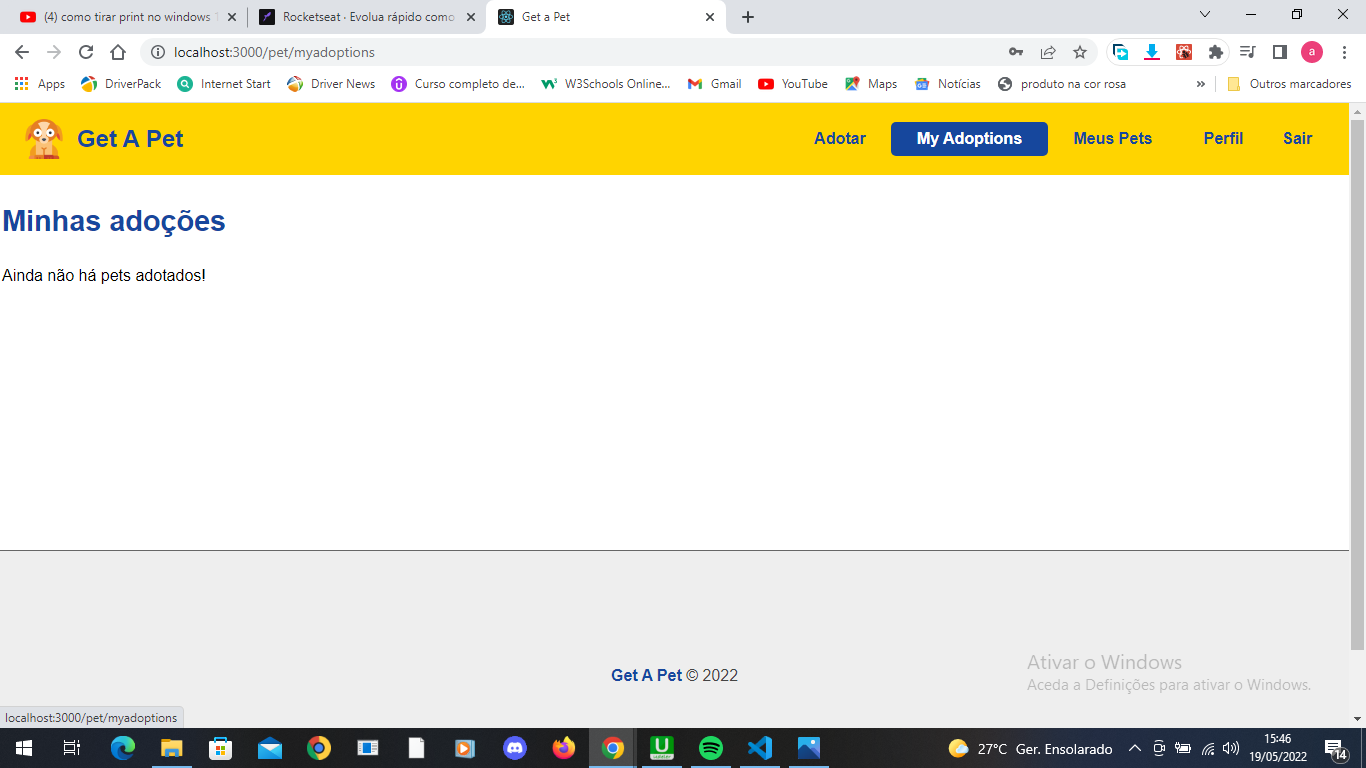 (4) como tirar print no windows 1
Rocketseat · Evolua rápido como
Get a Pet
localhost:3000/pet/myadoptions
a
Apps
DriverPack
Internet Start
Driver News
Curso completo de...
W3Schools Online...
Gmail
YouTube
Maps
Notícias
produto na cor rosa
»
Outros marcadores
Get A Pet
Adotar
My Adoptions
Meus Pets
Perfil
Sair
Minhas adoções
Ainda não há pets adotados!
Get A Pet © 2022
Ativar o Windows
Aceda a Definições para ativar o Windows.
localhost:3000/pet/myadoptions
27°C Ger. Ensolarado
15:46
19/05/2022
14